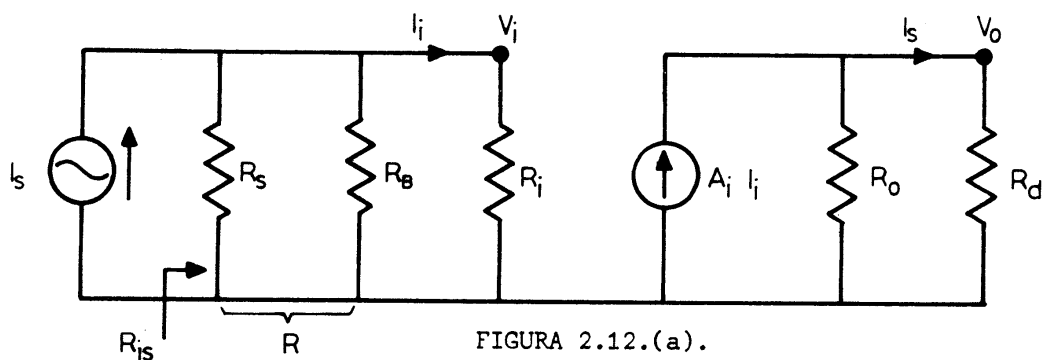 Ii Vi Is Vo
Is Rs RB Ri Ai Ii Ro Rd
Ris R
FIGURA 2.12.(a).